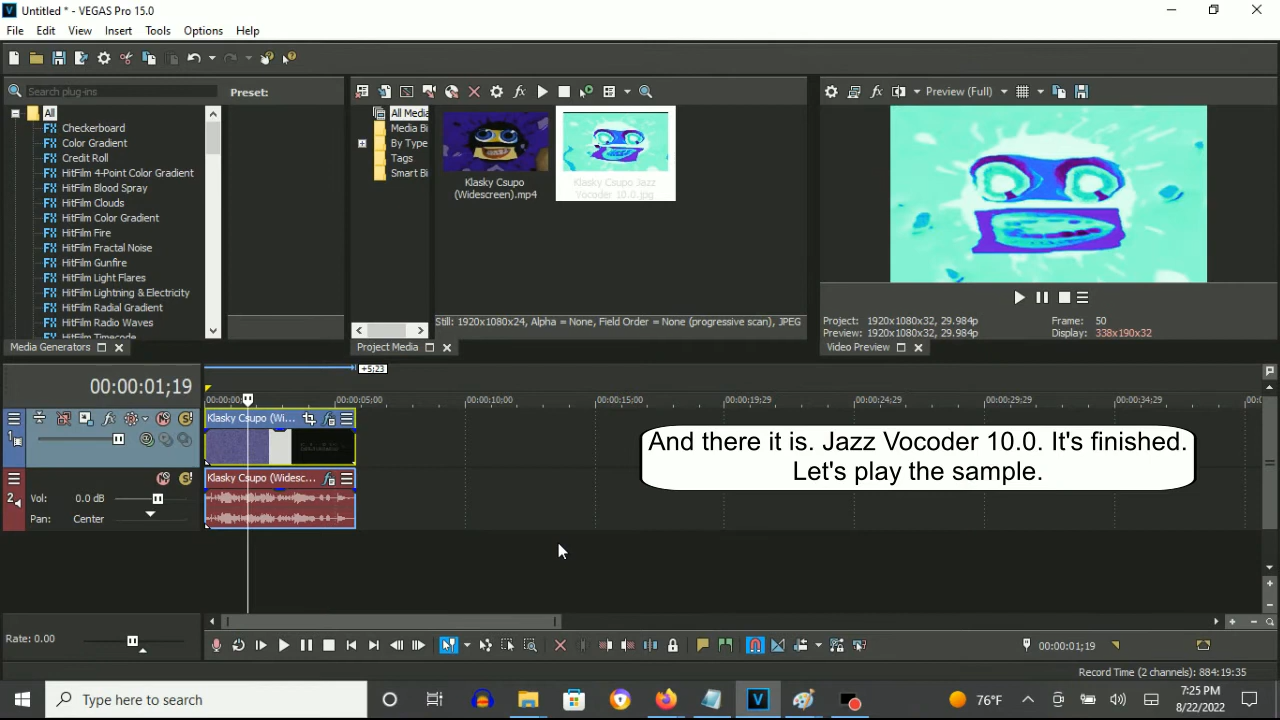 Untitled * - VEGAS Pro 15.0
File Edit View Insert Tools Options Help
Search plug-ins
Preset:
All
Checkerboard
Color Gradient
Credit Roll
HitFilm 4-Point Color Gradient
HitFilm Blood Spray
HitFilm Clouds
HitFilm Color Gradient
HitFilm Fire
HitFilm Fractal Noise
HitFilm Gunfire
HitFilm Light Flares
HitFilm Lightning & Electricity
HitFilm Radial Gradient
HitFilm Radio Waves
HitFilm Timecode
Media Generators
All Medi
Media Bi
By Type
Tags
Smart Bi
Klasky Csupo
(Widescreen).mp4
Klasky Csupo Jazz
Vocoder 10.0.jpg
Still: 1920x1080x24, Alpha = None, Field Order = None (progressive scan), JPEG
Project Media
Preview (Full)
Project: 1920x1080x32, 29.984p
Preview: 1920x1080x32, 29.984p
Frame: 50
Display: 338x190x32
Video Preview
00:00:01;19
+5;23
00:00:05;00
00:00:10;00
00:00:15;00
00:00:19;29
00:00:24;29
00:00:29;29
00:00:34;29
1
Klasky Csupo (Wi...
2
Vol: 0.0 dB
Pan: Center
Klasky Csupo (Widesc...
And there it is. Jazz Vocoder 10.0. It's finished.
Let's play the sample.
Rate: 0.00
00:00:01;19
Record Time (2 channels): 884:19:35
Type here to search
76°F
7:25 PM
8/22/2022